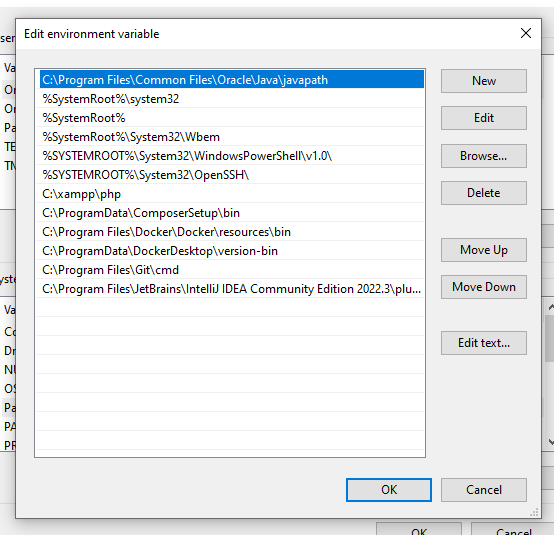 Edit environment variable
C:\Program Files\Common Files\Oracle\Java\javapath
%SystemRoot%\system32
%SystemRoot%
%SystemRoot%\System32\Wbem
%SYSTEMROOT%\System32\WindowsPowerShell\v1.0\
%SYSTEMROOT%\System32\OpenSSH\
C:\xampp\php
C:\ProgramData\ComposerSetup\bin
C:\Program Files\Docker\Docker\resources\bin
C:\ProgramData\DockerDesktop\version-bin
C:\Program Files\Git\cmd
C:\Program Files\JetBrains\IntelliJ IDEA Community Edition 2022.3\plu...
New
Edit
Browse...
Delete
Move Up
Move Down
Edit text...
OK
Cancel
ser
Va
Or
On
Pa
TE
TN
yste
Va
Co
Dr
NU
OS
Pa
PA
PR
OK
Cancel